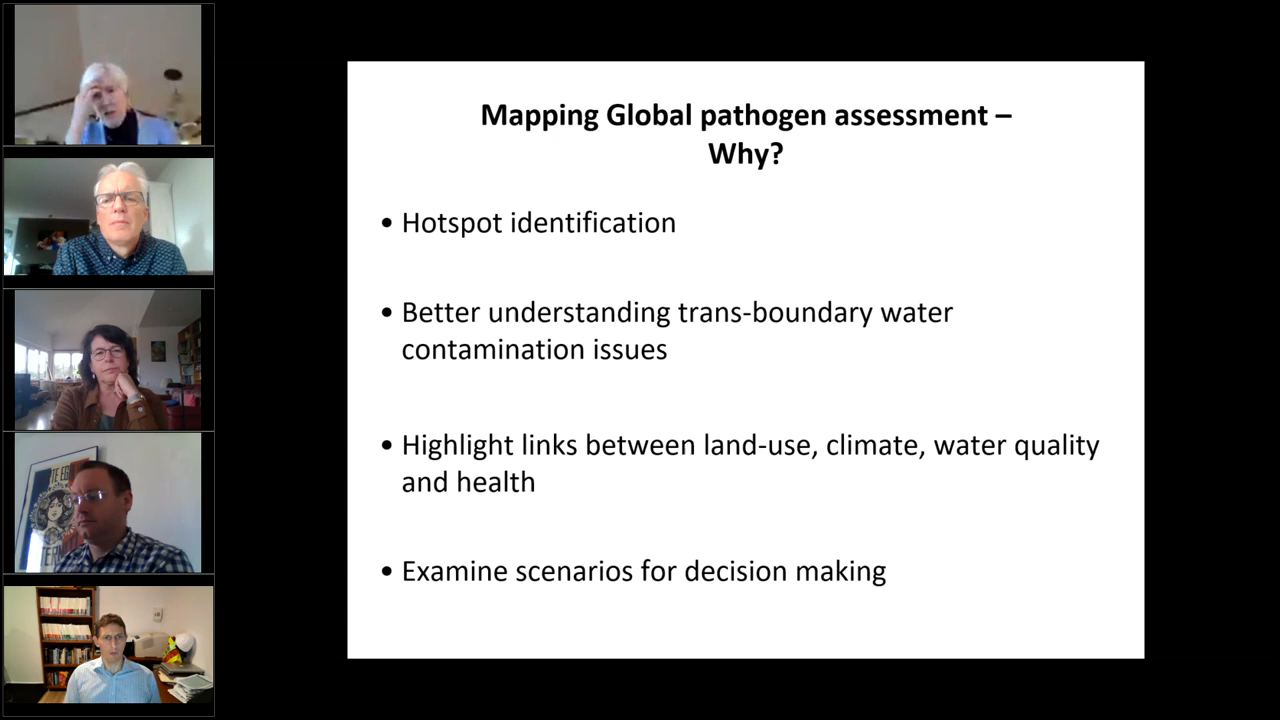 Mapping Global pathogen assessment –
Why?
• Hotspot identification
• Better understanding trans-boundary water
contamination issues
• Highlight links between land-use, climate, water quality
and health
• Examine scenarios for decision making